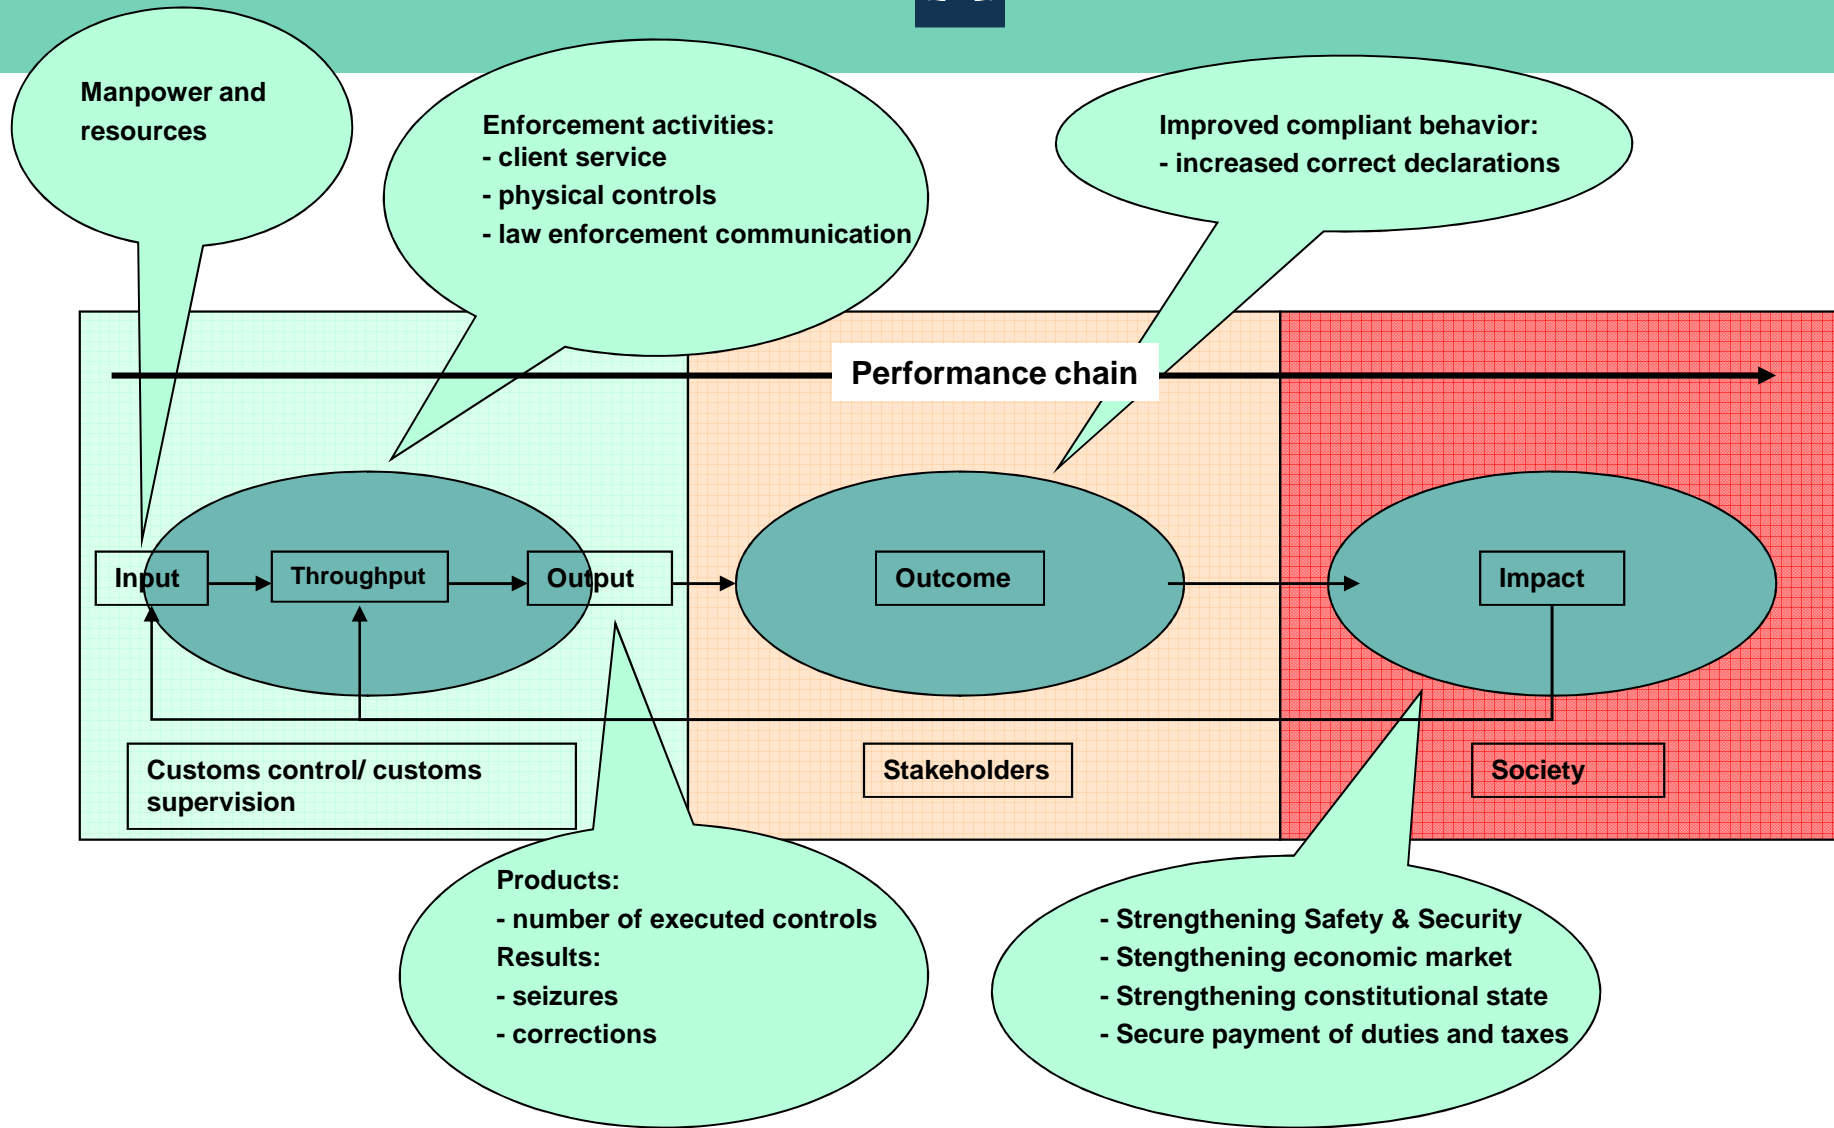 Manpower and
resources
Enforcement activities:
- client service
- physical controls
- law enforcement communication
Improved compliant behavior:
- increased correct declarations
Performance chain
Input
Throughput
Output
Outcome
Impact
Customs control/ customs
supervision
Stakeholders
Society
Products:
- number of executed controls
Results:
- seizures
- corrections
- Strengthening Safety & Security
- Stengthening economic market
- Strengthening constitutional state
- Secure payment of duties and taxes